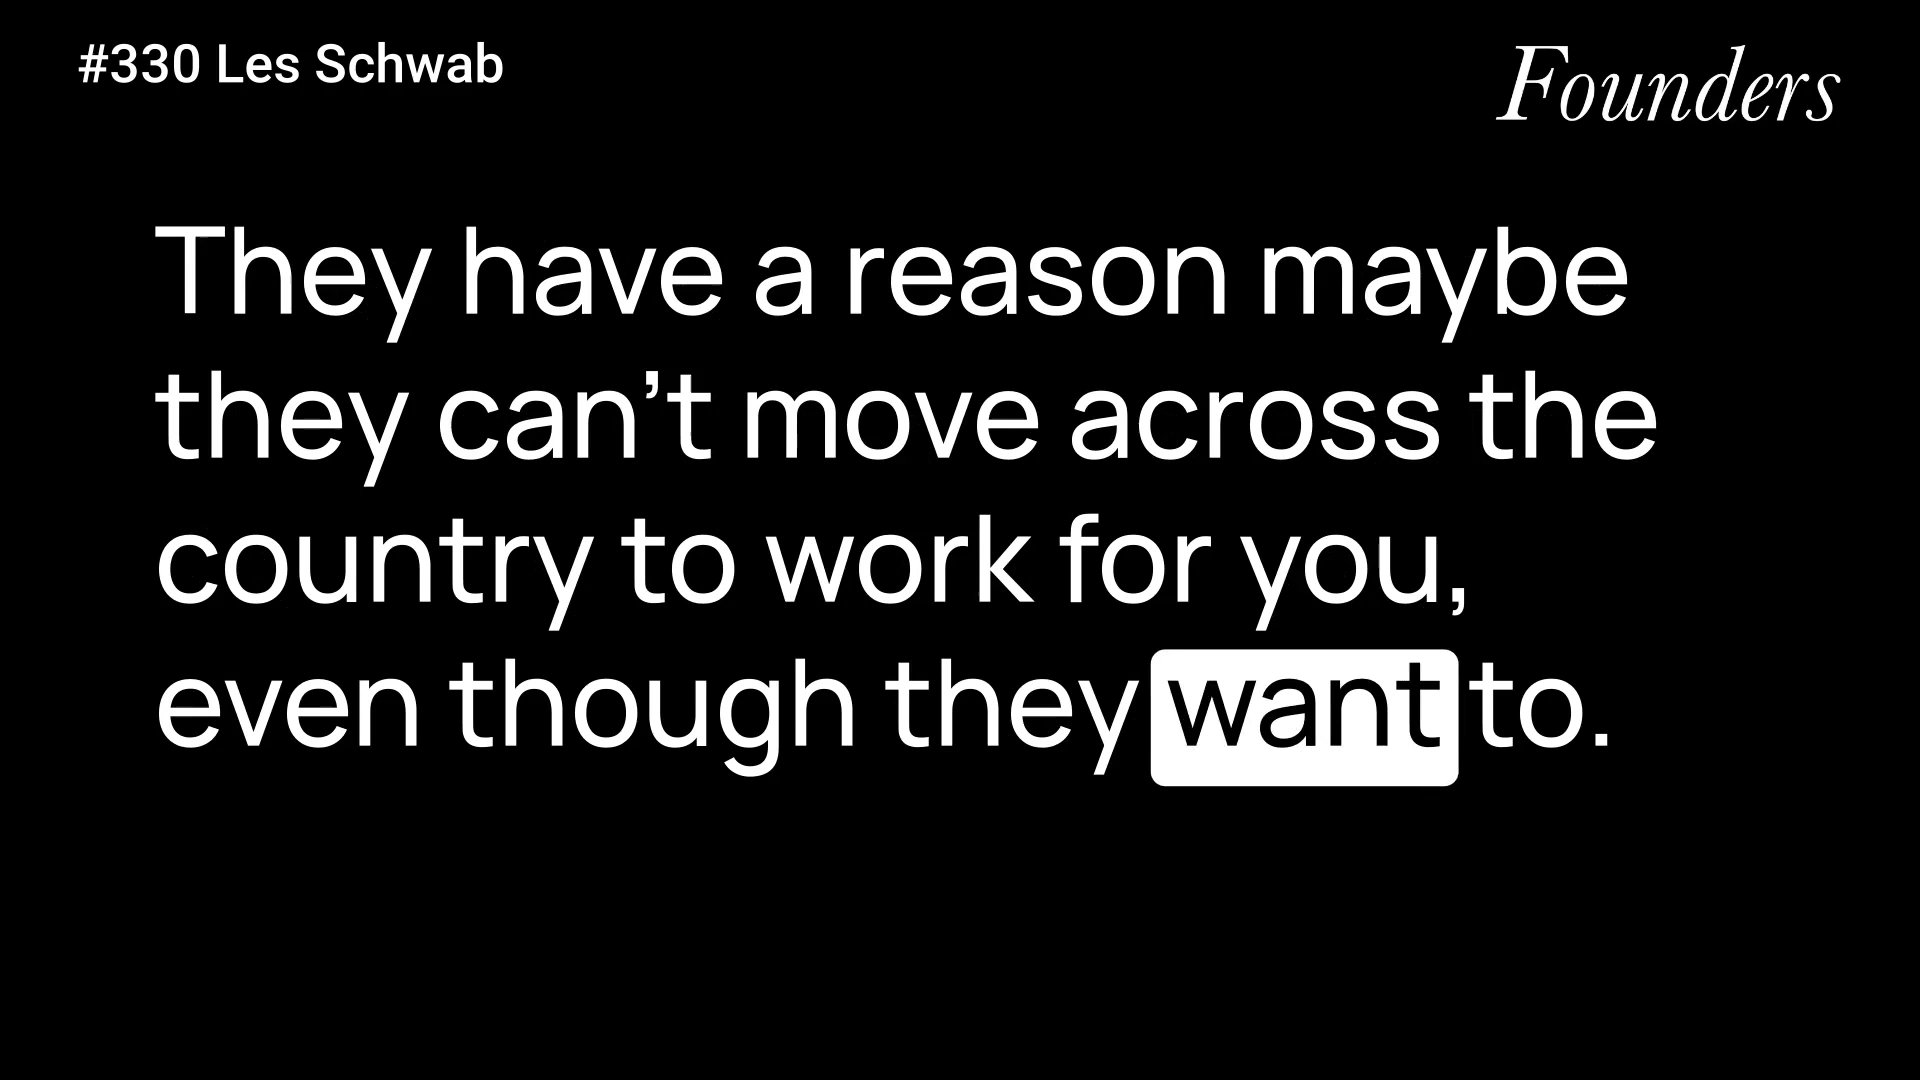 #330 Les Schwab
Founders
They have a reason maybe
they can’t move across the
country to work for you,
even though they want to.